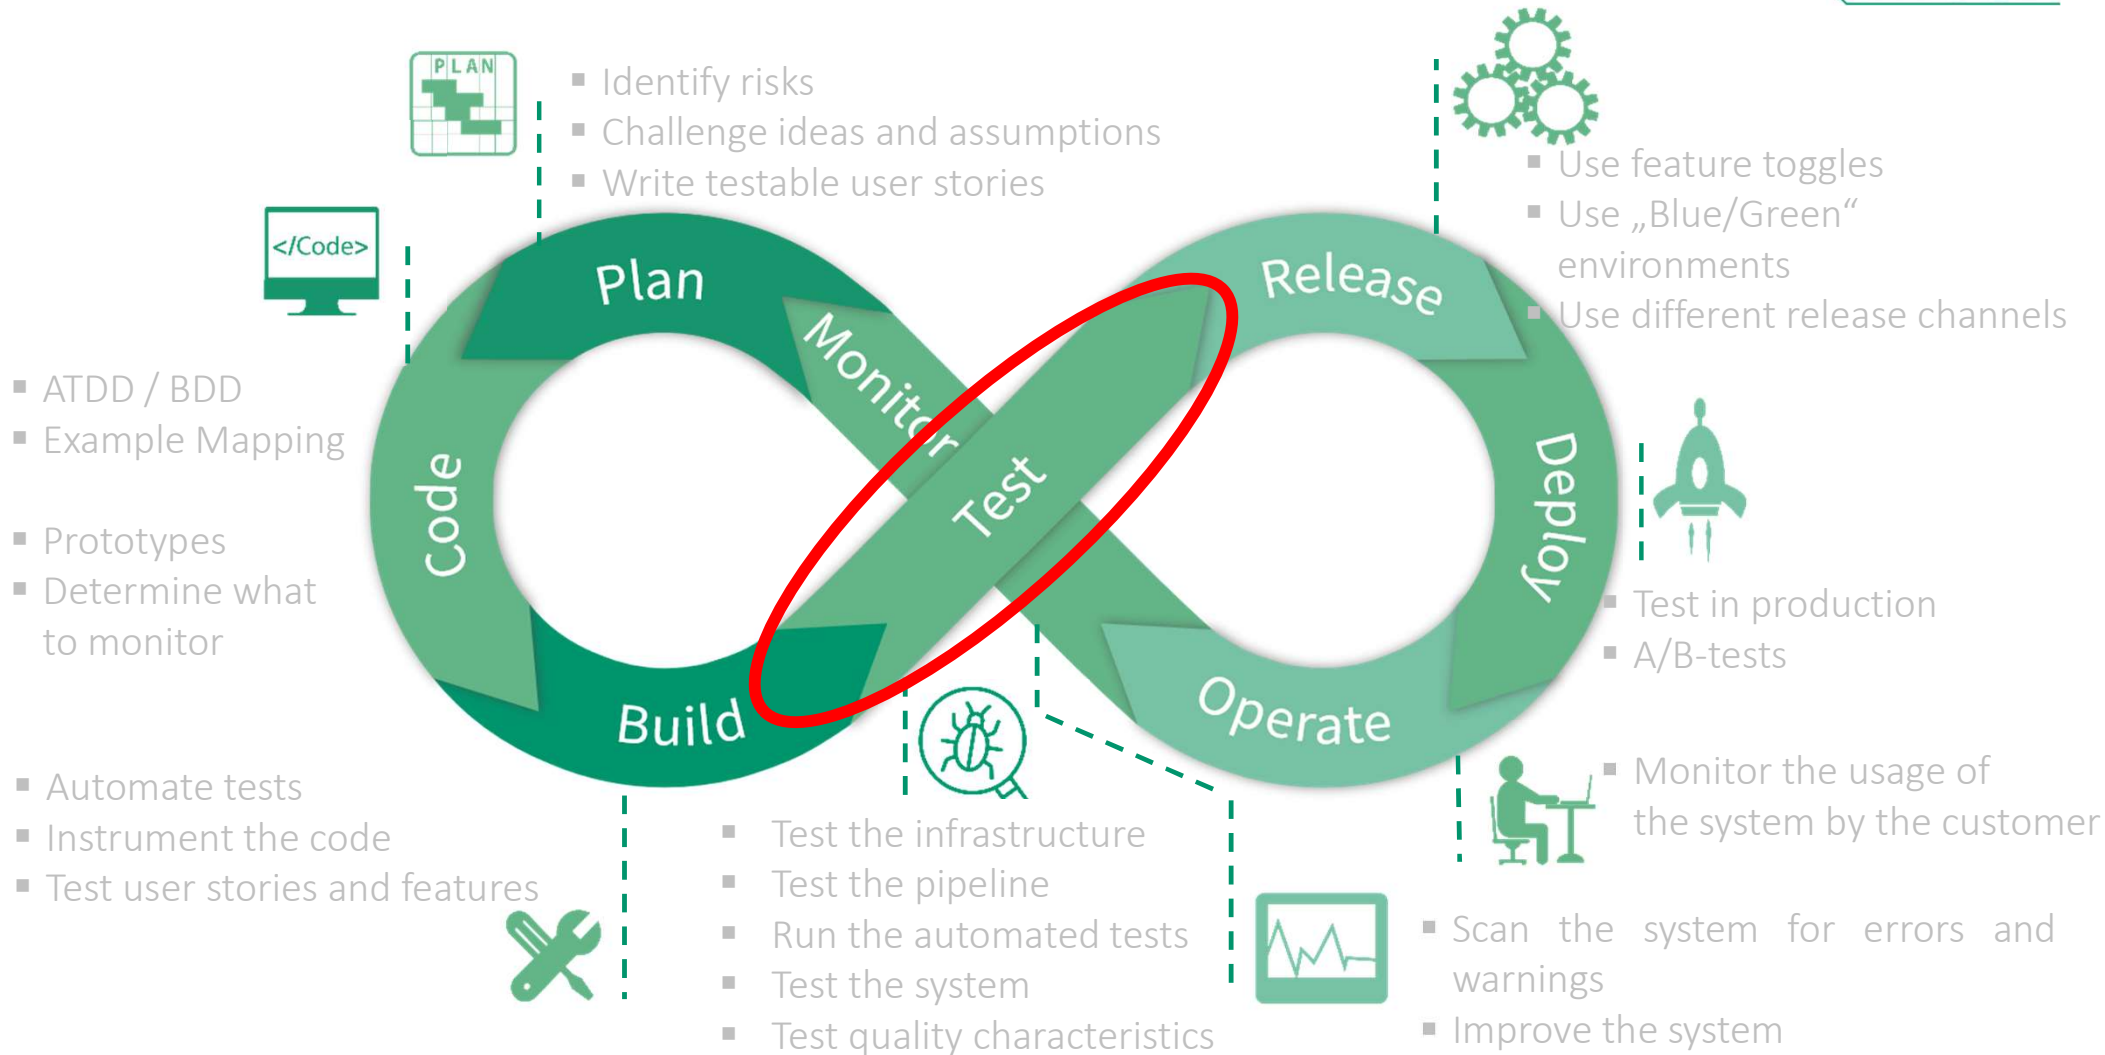 PLAN
▪ Identify risks
▪ Challenge ideas and assumptions
▪ Write testable user stories
</Code>
▪ ATDD / BDD
▪ Example Mapping
▪ Prototypes
▪ Determine what
to monitor
▪ Automate tests
▪ Instrument the code
▪ Test user stories and features
Plan
Monitor
Code
Build
Test
Release
Deploy
Operate
▪ Test the infrastructure
▪ Test the pipeline
▪ Run the automated tests
▪ Test the system
▪ Test quality characteristics
▪ Use feature toggles
▪ Use „Blue/Green“
environments
▪ Use different release channels
▪ Test in production
▪ A/B-tests
▪ Monitor the usage of
the system by the customer
▪ Scan the system for errors and
warnings
▪ Improve the system